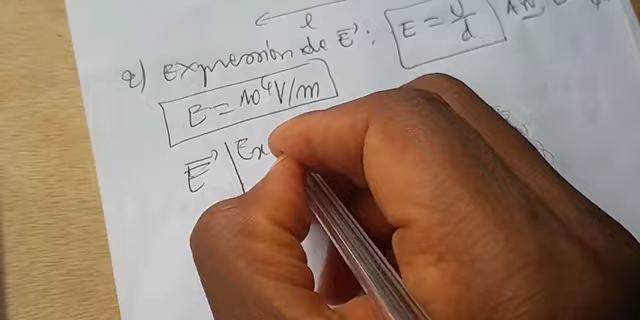 l
a) Expression de E⃗ : E = U/d A.N
E = 10⁴ V/m
E⃗ | Ex